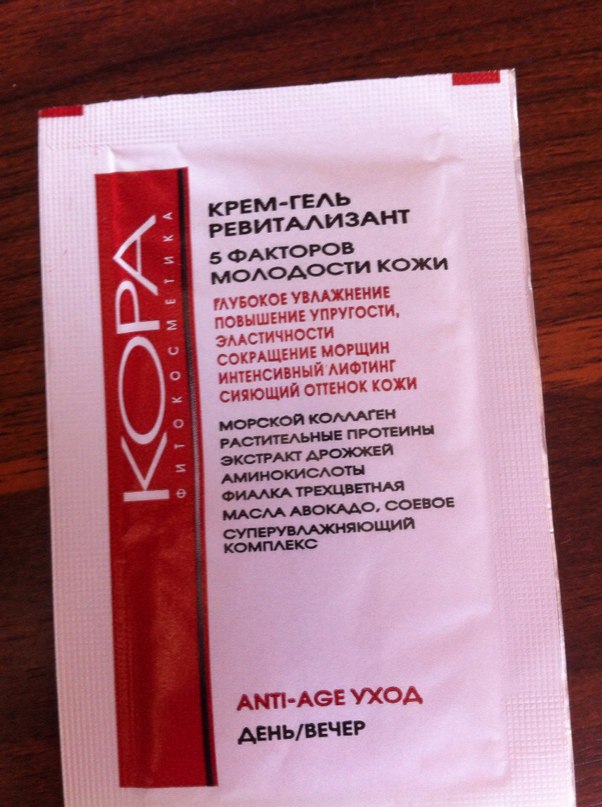 КОРА
ФИТОКОСМЕТИКА
КРЕМ-ГЕЛЬ
РЕВИТАЛИЗАНТ
5 ФАКТОРОВ
МОЛОДОСТИ КОЖИ
ГЛУБОКОЕ УВЛАЖНЕНИЕ
ПОВЫШЕНИЕ УПРУГОСТИ,
ЭЛАСТИЧНОСТИ
СОКРАЩЕНИЕ МОРЩИН
ИНТЕНСИВНЫЙ ЛИФТИНГ
СИЯЮЩИЙ ОТТЕНОК КОЖИ
МОРСКОЙ КОЛЛАГЕН
РАСТИТЕЛЬНЫЕ ПРОТЕИНЫ
ЭКСТРАКТ ДРОЖЖЕЙ
АМИНОКИСЛОТЫ
ФИАЛКА ТРЕХЦВЕТНАЯ
МАСЛА АВОКАДО, СОЕВОЕ
СУПЕРУВЛАЖНЯЮЩИЙ
КОМПЛЕКС
ANTI-AGE УХОД
ДЕНЬ/ВЕЧЕР